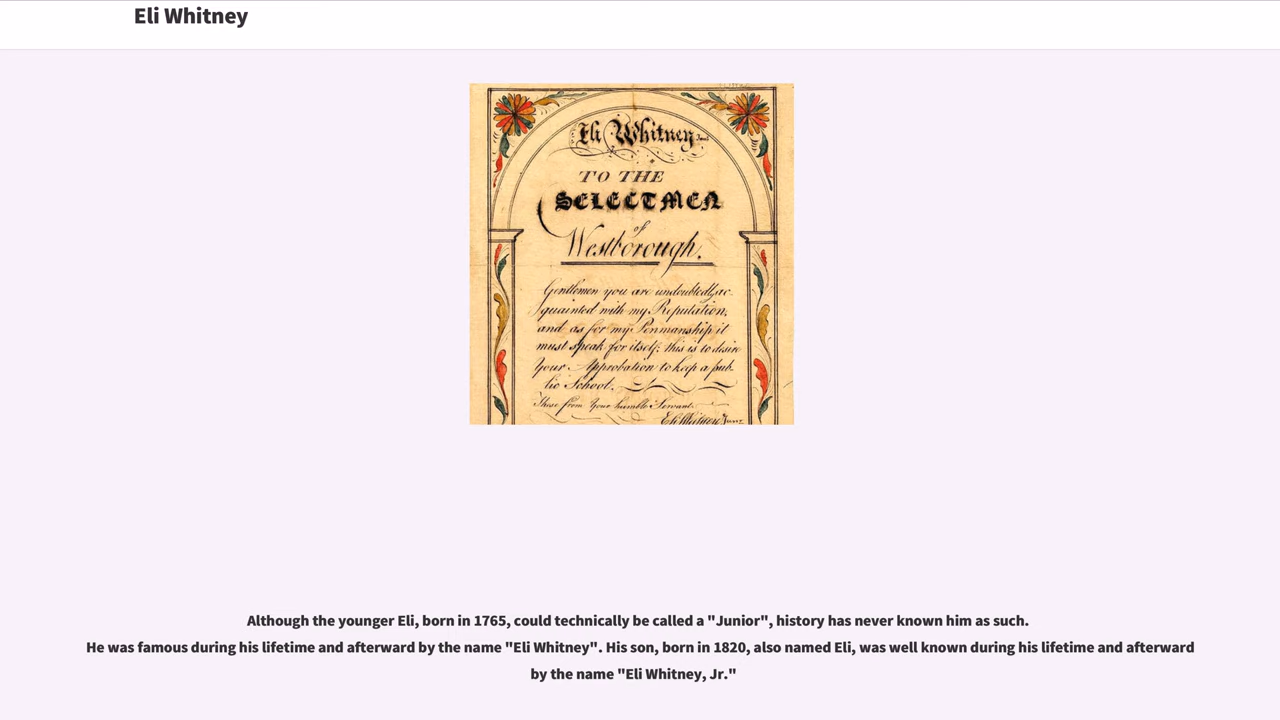 Eli Whitney
Eli Whitney Junr
TO THE
SELECTMEN
of
Westborough.
Gentlemen you are undoubtedly ac-
quainted with my Reputation,
and as for my Penmanship it
must speak for itself: this is to desire
Your Approbation to keep a pub-
lic School.
These from Your humble Servant
Eli Whitney Junr
Although the younger Eli, born in 1765, could technically be called a "Junior", history has never known him as such.
He was famous during his lifetime and afterward by the name "Eli Whitney". His son, born in 1820, also named Eli, was well known during his lifetime and afterward
by the name "Eli Whitney, Jr."